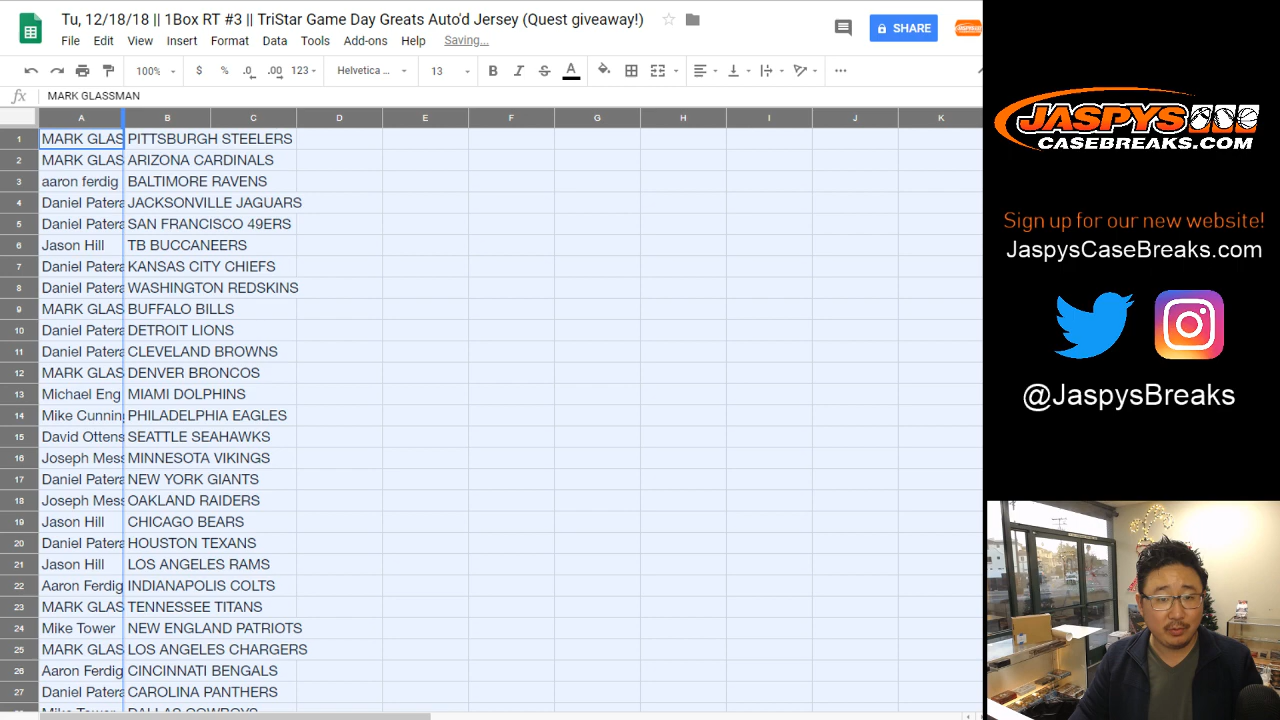 Tu, 12/18/18 || 1Box RT #3 || TriStar Game Day Greats Auto'd Jersey (Quest giveaway!)
File Edit View Insert Format Data Tools Add-ons Help Saving...
SHARE
100% $ % .0 .00 123 Helvetica ... 13 B I S A
fx MARK GLASSMAN
A B C D E F G H I J K
1 MARK GLAS PITTSBURGH STEELERS
2 MARK GLAS ARIZONA CARDINALS
3 aaron ferdig BALTIMORE RAVENS
4 Daniel Patera JACKSONVILLE JAGUARS
5 Daniel Patera SAN FRANCISCO 49ERS
6 Jason Hill TB BUCCANEERS
7 Daniel Patera KANSAS CITY CHIEFS
8 Daniel Patera WASHINGTON REDSKINS
9 MARK GLAS BUFFALO BILLS
10 Daniel Patera DETROIT LIONS
11 Daniel Patera CLEVELAND BROWNS
12 MARK GLAS DENVER BRONCOS
13 Michael Eng MIAMI DOLPHINS
14 Mike Cunning PHILADELPHIA EAGLES
15 David Ottens SEATTLE SEAHAWKS
16 Joseph Mess MINNESOTA VIKINGS
17 Daniel Patera NEW YORK GIANTS
18 Joseph Mess OAKLAND RAIDERS
19 Jason Hill CHICAGO BEARS
20 Daniel Patera HOUSTON TEXANS
21 Jason Hill LOS ANGELES RAMS
22 Aaron Ferdig INDIANAPOLIS COLTS
23 MARK GLAS TENNESSEE TITANS
24 Mike Tower NEW ENGLAND PATRIOTS
25 MARK GLAS LOS ANGELES CHARGERS
26 Aaron Ferdig CINCINNATI BENGALS
27 Daniel Patera CAROLINA PANTHERS
Mike Tower DALLAS COWBOYS
JASPYS
CASEBREAKS.COM
Sign up for our new website!
JaspysCaseBreaks.com
@JaspysBreaks